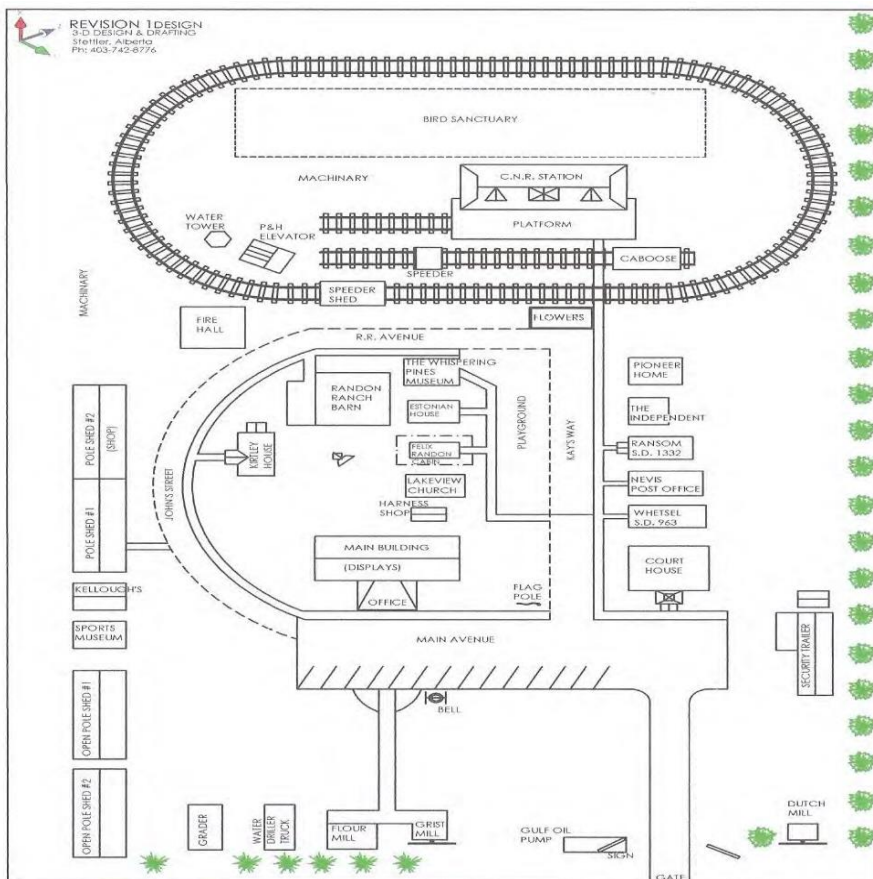 REVISION 1DESIGN
3-D DESIGN & DRAFTING
Stettler, Alberta
Ph: 403-742-8776
BIRD SANCTUARY
MACHINARY
C.N.R. STATION
PLATFORM
WATER
TOWER
P&H
ELEVATOR
SPEEDER
CABOOSE
MACHINARY
SPEEDER
SHED
FIRE
HALL
FLOWERS
R.R. AVENUE
THE WHISPERING
PINES
MUSEUM
RANDON
RANCH
BARN
ESTONIAN
HOUSE
PLAYGROUND
KAY'S WAY
PIONEER
HOME
THE
INDEPENDENT
POLE SHED #2
(SHOP)
KIRTLEY
HOUSE
FELIX
RANDON
CABIN
RANSOM
S.D. 1332
LAKEVIEW
CHURCH
NEVIS
POST OFFICE
JOHN'S STREET
HARNESS
SHOP
WHETSEL
S.D. 963
POLE SHED #1
MAIN BUILDING
(DISPLAYS)
OFFICE
COURT
HOUSE
KELLOUGH'S
FLAG
POLE
SPORTS
MUSEUM
MAIN AVENUE
SECURITY TRAILER
OPEN POLE SHED #1
BELL
OPEN POLE SHED #2
GRADER
WATER
DRILLER
TRUCK
FLOUR
MILL
GRIST
MILL
GULF OIL
PUMP
SIGN
DUTCH
MILL
GATE